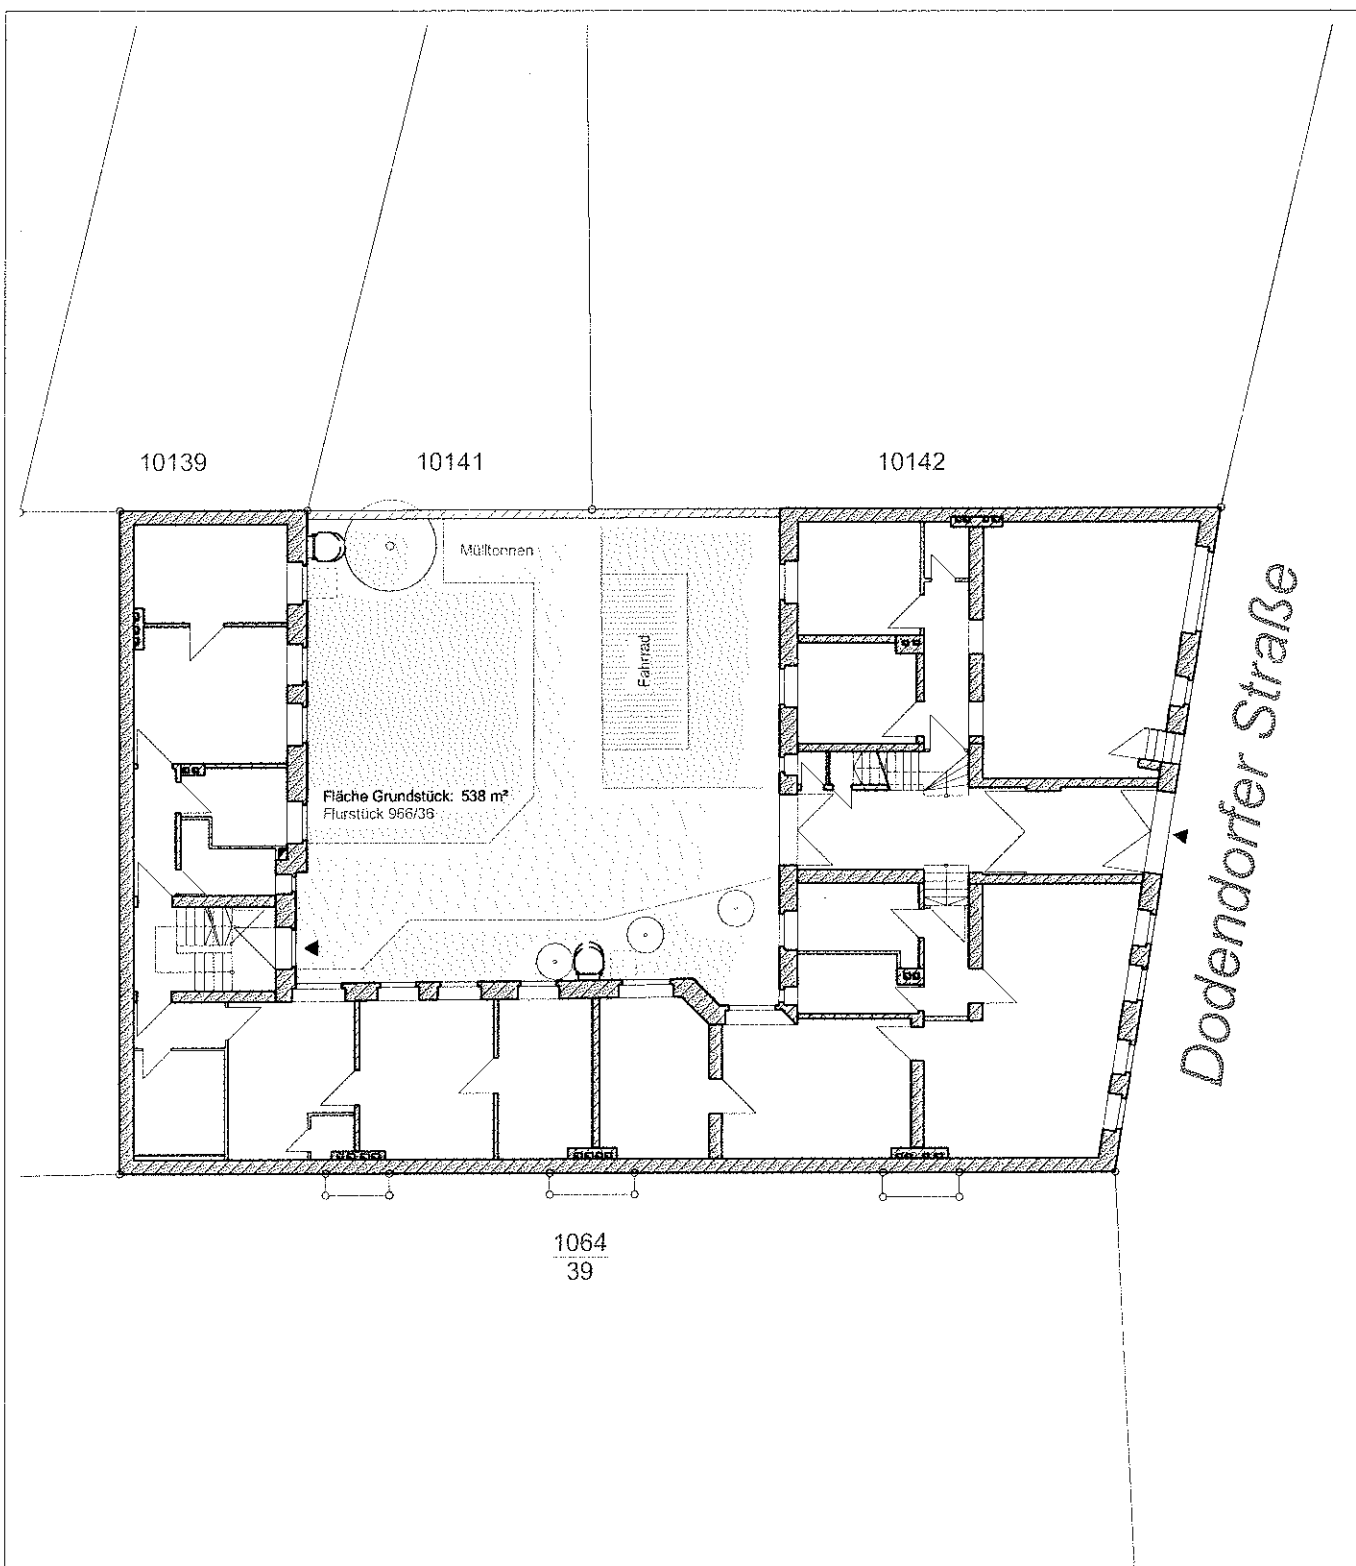 10139
10141
10142
Mülltonnen
Fahrrad
Fläche Grundstück: 538 m²
Flurstück 966/36
Dodendorfer Straße
1064
39